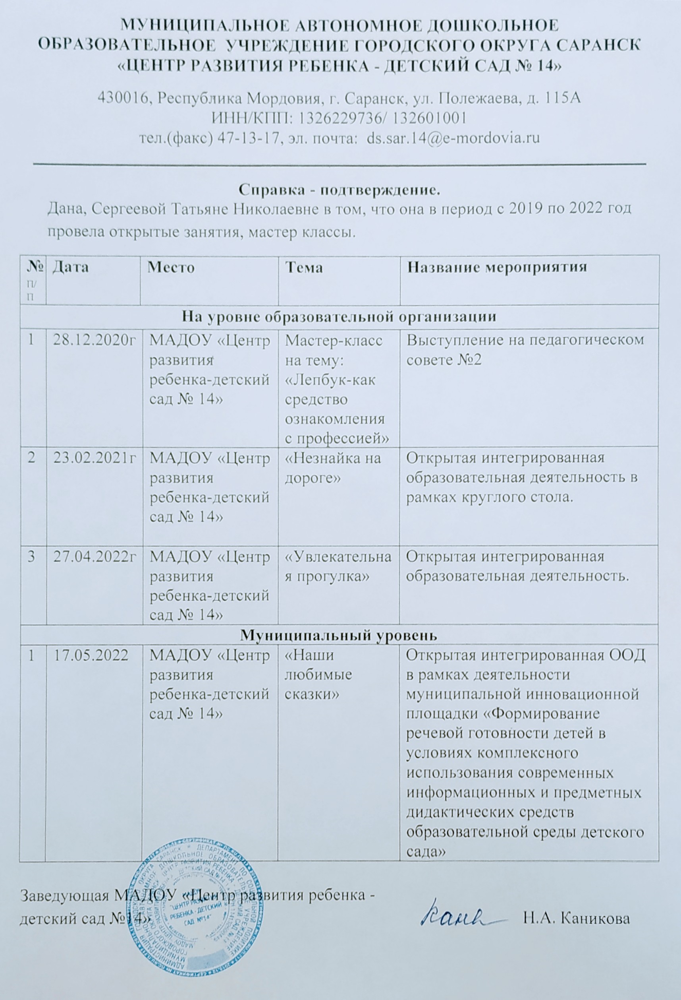 МУНИЦИПАЛЬНОЕ АВТОНОМНОЕ ДОШКОЛЬНОЕ
ОБРАЗОВАТЕЛЬНОЕ УЧРЕЖДЕНИЕ ГОРОДСКОГО ОКРУГА САРАНСК
«ЦЕНТР РАЗВИТИЯ РЕБЕНКА - ДЕТСКИЙ САД № 14»
430016, Республика Мордовия, г. Саранск, ул. Полежаева, д. 115А
ИНН/КПП: 1326229736/ 132601001
тел.(факс) 47-13-17, эл. почта: ds.sar.14@e-mordovia.ru
Справка - подтверждение.
Дана, Сергеевой Татьяне Николаевне в том, что она в период с 2019 по 2022 год
провела открытые занятия, мастер классы.
№ Дата Место Тема Название мероприятия
п/
п
На уровне образовательной организации
1 28.12.2020г МАДОУ «Центр Мастер-класс Выступление на педагогическом
развития на тему: совете №2
ребенка-детский «Лепбук-как
сад № 14» средство
ознакомления
с профессией»
2 23.02.2021г МАДОУ «Центр «Незнайка на Открытая интегрированная
развития дороге» образовательная деятельность в
ребенка-детский рамках круглого стола.
сад № 14»
3 27.04.2022г МАДОУ «Центр «Увлекательна Открытая интегрированная
развития я прогулка» образовательная деятельность.
ребенка-детский
сад № 14»
Муниципальный уровень
1 17.05.2022 МАДОУ «Центр «Наши Открытая интегрированная ООД
развития любимые в рамках деятельности
ребенка-детский сказки» муниципальной инновационной
сад № 14» площадки «Формирование
речевой готовности детей в
условиях комплексного
использования современных
информационных и предметных
дидактических средств
образовательной среды детского
сада»
Заведующая МАДОУ «Центр развития ребенка -
детский сад №14» Н.А. Каникова
"ЦЕНТР РАЗВИТИЯ
РЕБЕНКА - ДЕТСКИЙ
САД №14"